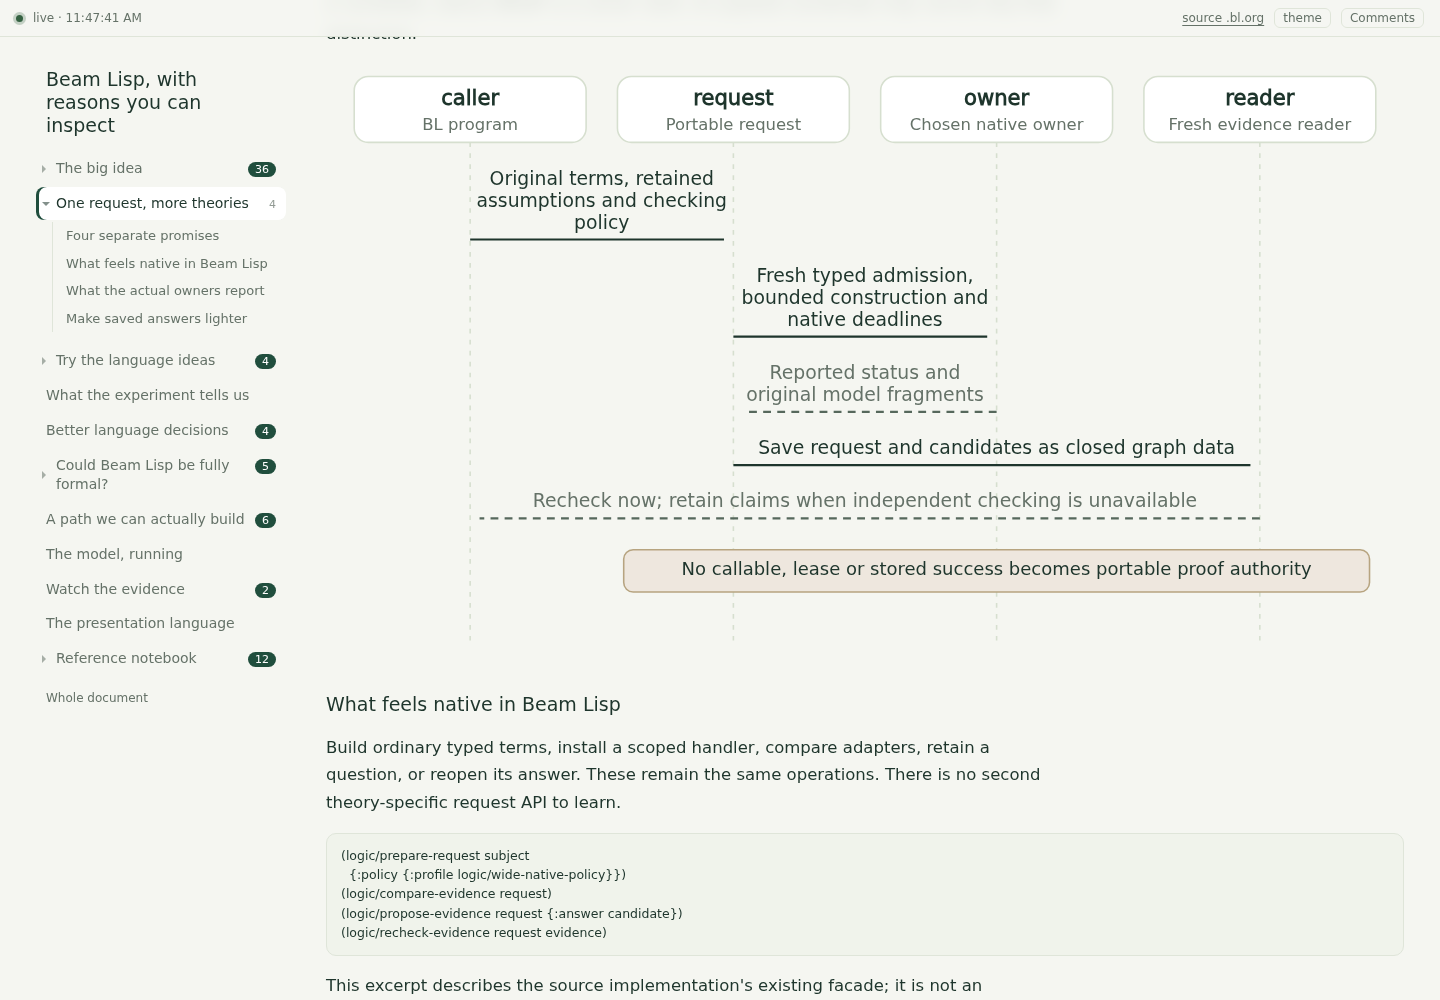 live · 11:47:41 AM
source .bl.org
theme
Comments
Beam Lisp, with
reasons you can
inspect
The big idea 36
One request, more theories 4
Four separate promises
What feels native in Beam Lisp
What the actual owners report
Make saved answers lighter
Try the language ideas 4
What the experiment tells us
Better language decisions 4
Could Beam Lisp be fully 5
formal?
A path we can actually build 6
The model, running
Watch the evidence 2
The presentation language
Reference notebook 12
Whole document
distinction.
caller
BL program
request
Portable request
owner
Chosen native owner
reader
Fresh evidence reader
Original terms, retained
assumptions and checking
policy
Fresh typed admission,
bounded construction and
native deadlines
Reported status and
original model fragments
Save request and candidates as closed graph data
Recheck now; retain claims when independent checking is unavailable
No callable, lease or stored success becomes portable proof authority
What feels native in Beam Lisp
Build ordinary typed terms, install a scoped handler, compare adapters, retain a
question, or reopen its answer. These remain the same operations. There is no second
theory-specific request API to learn.
(logic/prepare-request subject
{:policy {:profile logic/wide-native-policy}})
(logic/compare-evidence request)
(logic/propose-evidence request {:answer candidate})
(logic/recheck-evidence request evidence)
This excerpt describes the source implementation's existing facade; it is not an